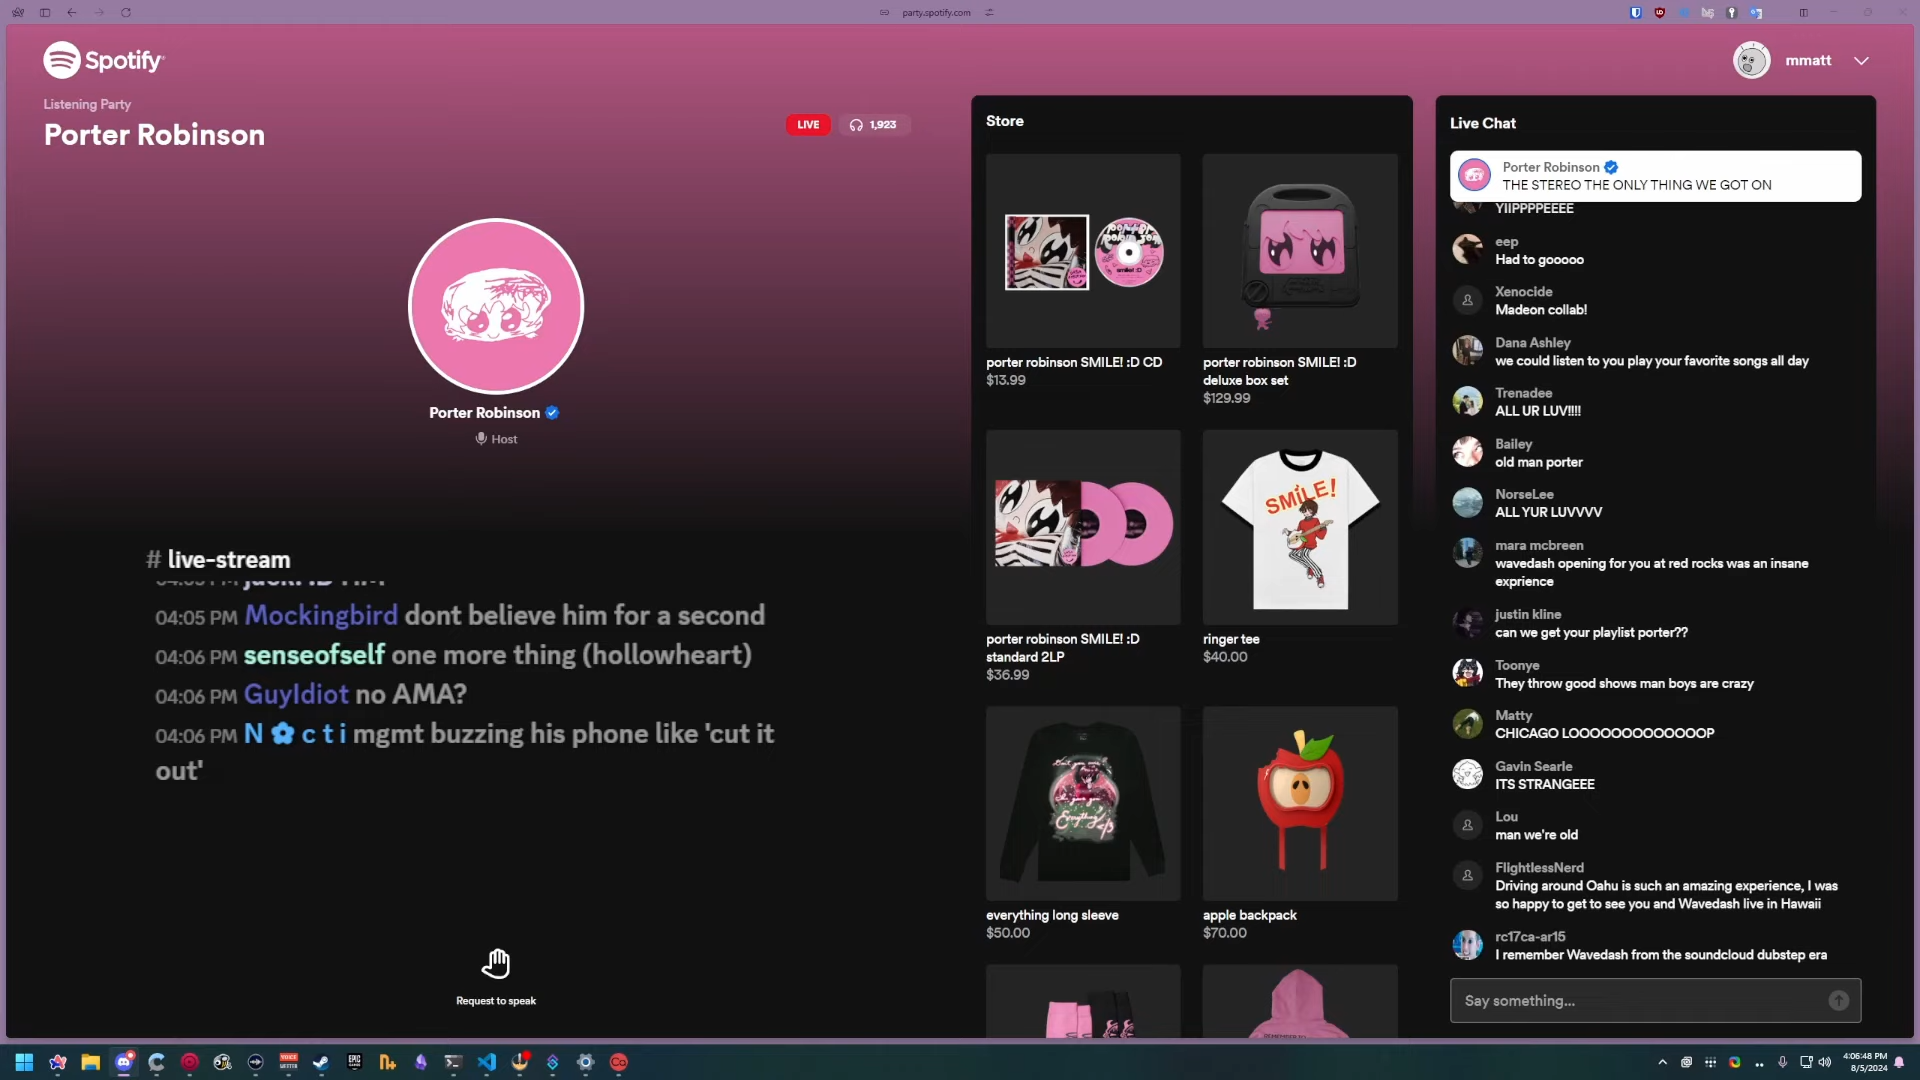 party.spotify.com
Spotify
mmatt
Listening Party
Porter Robinson
LIVE
1,923
Porter Robinson
Host
# live-stream
04:05 PM Mockingbird dont believe him for a second
04:06 PM senseofself one more thing (hollowheart)
04:06 PM GuyIdiot no AMA?
04:06 PM N ✿ c t i mgmt buzzing his phone like 'cut it
out'
Request to speak
Store
porter robinson SMILE! :D CD
$13.99
porter robinson SMILE! :D
deluxe box set
$129.99
porter robinson SMILE! :D
standard 2LP
$36.99
SMILE!
ringer tee
$40.00
everything long sleeve
$50.00
apple backpack
$70.00
Live Chat
Porter Robinson
THE STEREO THE ONLY THING WE GOT ON
YIIPPPPEEEE
eep
Had to gooooo
Xenocide
Madeon collab!
Dana Ashley
we could listen to you play your favorite songs all day
Trenadee
ALL UR LUV!!!!
Bailey
old man porter
NorseLee
ALL YUR LUVVVV
mara mcbreen
wavedash opening for you at red rocks was an insane
exprience
justin kline
can we get your playlist porter??
Toonye
They throw good shows man boys are crazy
Matty
CHICAGO LOOOOOOOOOOOOOP
Gavin Searle
ITS STRANGEEE
Lou
man we're old
FlightlessNerd
Driving around Oahu is such an amazing experience, I was
so happy to get to see you and Wavedash live in Hawaii
rc17ca-ar15
I remember Wavedash from the soundcloud dubstep era
Say something...
4:06:48 PM
8/5/2024